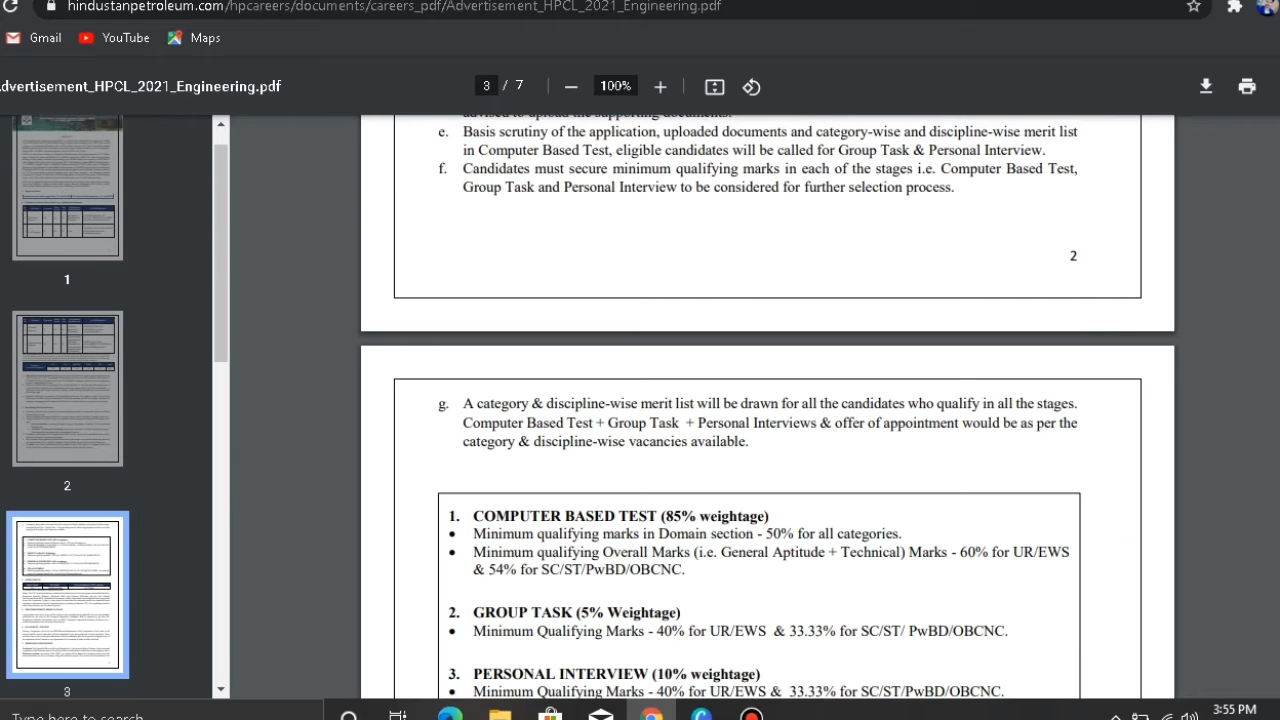 hindustanpetroleum.com/hpcareers/documents/careers_pdf/Advertisement_HPCL_2021_Engineering.pdf
Gmail YouTube Maps
dvertisement_HPCL_2021_Engineering.pdf 3 / 7 100%
e. Basis scrutiny of the application, uploaded documents and category-wise and discipline-wise merit list
in Computer Based Test, eligible candidates will be called for Group Task & Personal Interview.
f. Candidates must secure minimum qualifying marks in each of the stages i.e. Computer Based Test,
Group Task and Personal Interview to be considered for further selection process.
2
1
2
3
g. A category & discipline-wise merit list will be drawn for all the candidates who qualify in all the stages.
Computer Based Test + Group Task + Personal Interviews & offer of appointment would be as per the
category & discipline-wise vacancies available.
1. COMPUTER BASED TEST (85% weightage)
• Minimum qualifying marks in Domain section - 50% for all categories.
• Minimum qualifying Overall Marks (i.e. General Aptitude + Technical) Marks - 60% for UR/EWS
& 54% for SC/ST/PwBD/OBCNC.
2. GROUP TASK (5% Weightage)
• Minimum Qualifying Marks - 40% for UR/EWS & 33.33% for SC/ST/ PwBD/OBCNC.
3. PERSONAL INTERVIEW (10% weightage)
• Minimum Qualifying Marks - 40% for UR/EWS & 33.33% for SC/ST/PwBD/OBCNC.
Type here to search
3:55 PM